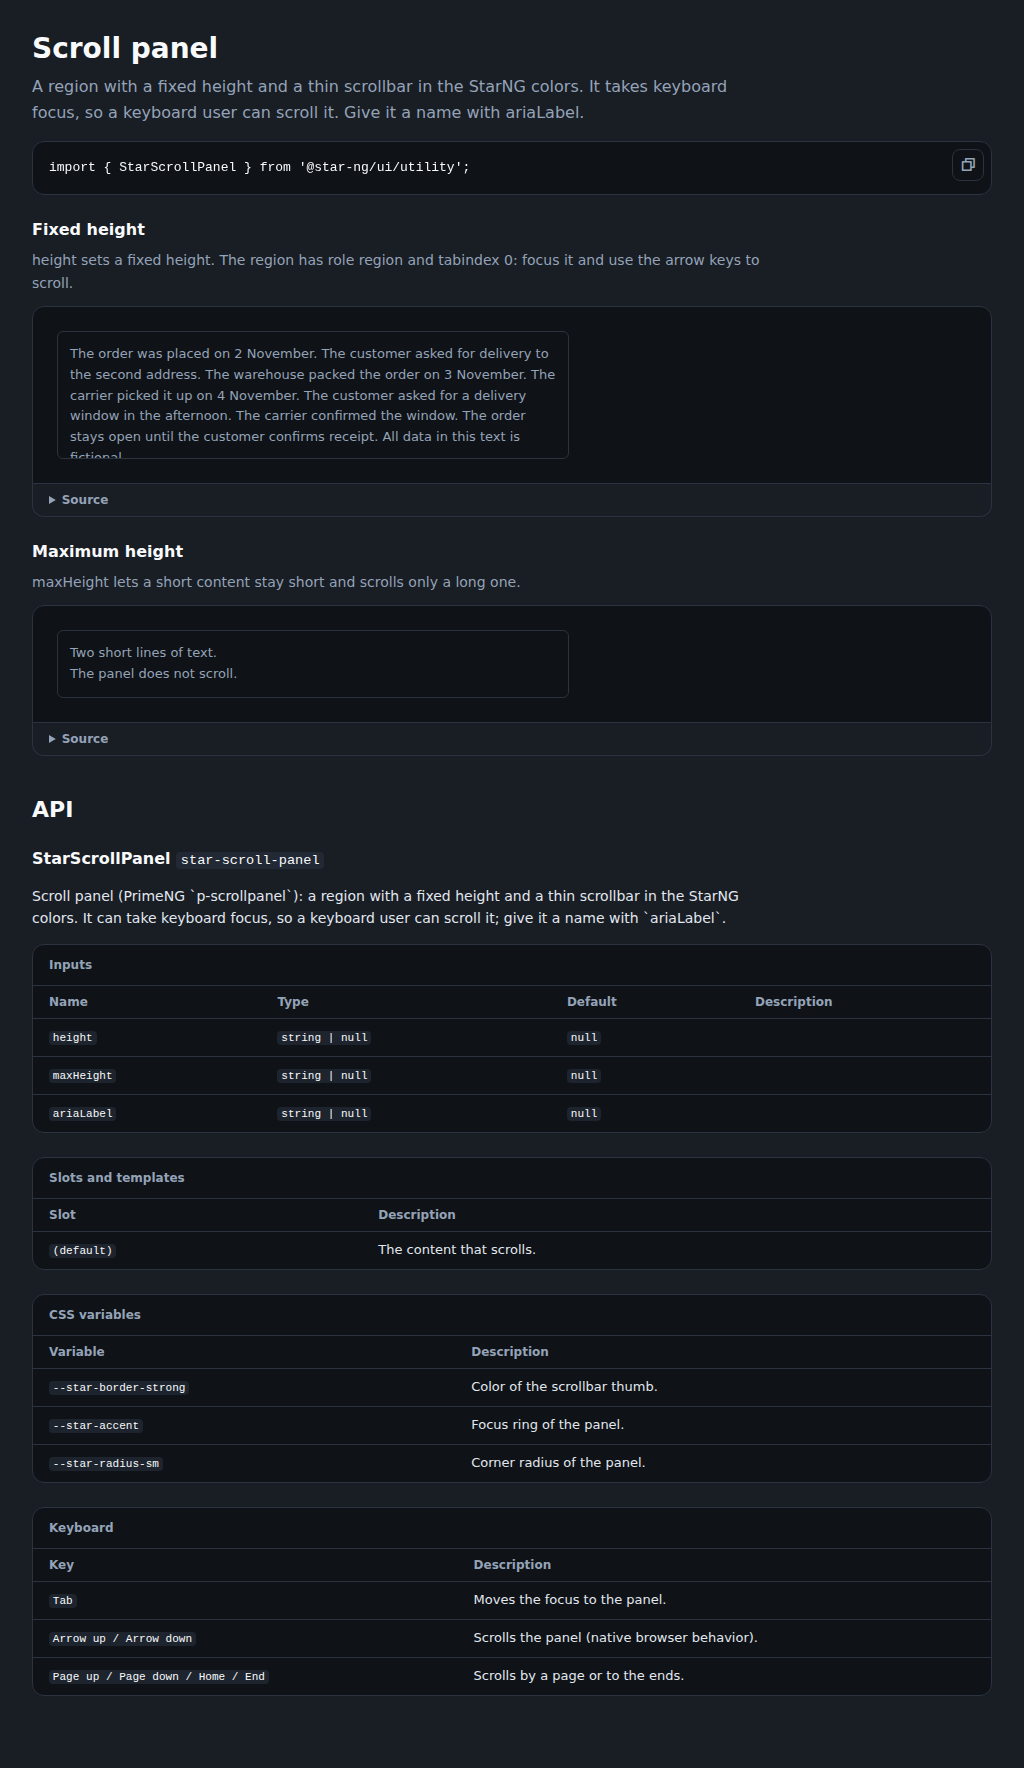 Scroll panel
A region with a fixed height and a thin scrollbar in the StarNG colors. It takes keyboard
focus, so a keyboard user can scroll it. Give it a name with ariaLabel.
import { StarScrollPanel } from '@star-ng/ui/utility';
Fixed height
height sets a fixed height. The region has role region and tabindex 0: focus it and use the arrow keys to
scroll.
The order was placed on 2 November. The customer asked for delivery to
the second address. The warehouse packed the order on 3 November. The
carrier picked it up on 4 November. The customer asked for a delivery
window in the afternoon. The carrier confirmed the window. The order
stays open until the customer confirms receipt. All data in this text is
fictional.
Source
Maximum height
maxHeight lets a short content stay short and scrolls only a long one.
Two short lines of text.
The panel does not scroll.
Source
API
StarScrollPanel star-scroll-panel
Scroll panel (PrimeNG `p-scrollpanel`): a region with a fixed height and a thin scrollbar in the StarNG
colors. It can take keyboard focus, so a keyboard user can scroll it; give it a name with `ariaLabel`.
Inputs
Name Type Default Description
height string | null null
maxHeight string | null null
ariaLabel string | null null
Slots and templates
Slot Description
(default) The content that scrolls.
CSS variables
Variable Description
--star-border-strong Color of the scrollbar thumb.
--star-accent Focus ring of the panel.
--star-radius-sm Corner radius of the panel.
Keyboard
Key Description
Tab Moves the focus to the panel.
Arrow up / Arrow down Scrolls the panel (native browser behavior).
Page up / Page down / Home / End Scrolls by a page or to the ends.